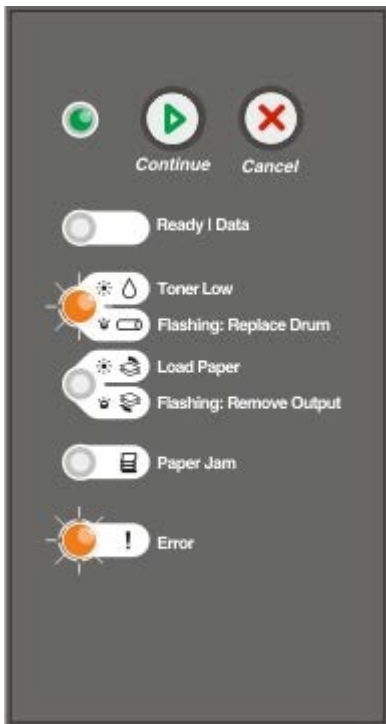 Continue Cancel
Ready | Data
Toner Low
Flashing: Replace Drum
Load Paper
Flashing: Remove Output
Paper Jam
! Error